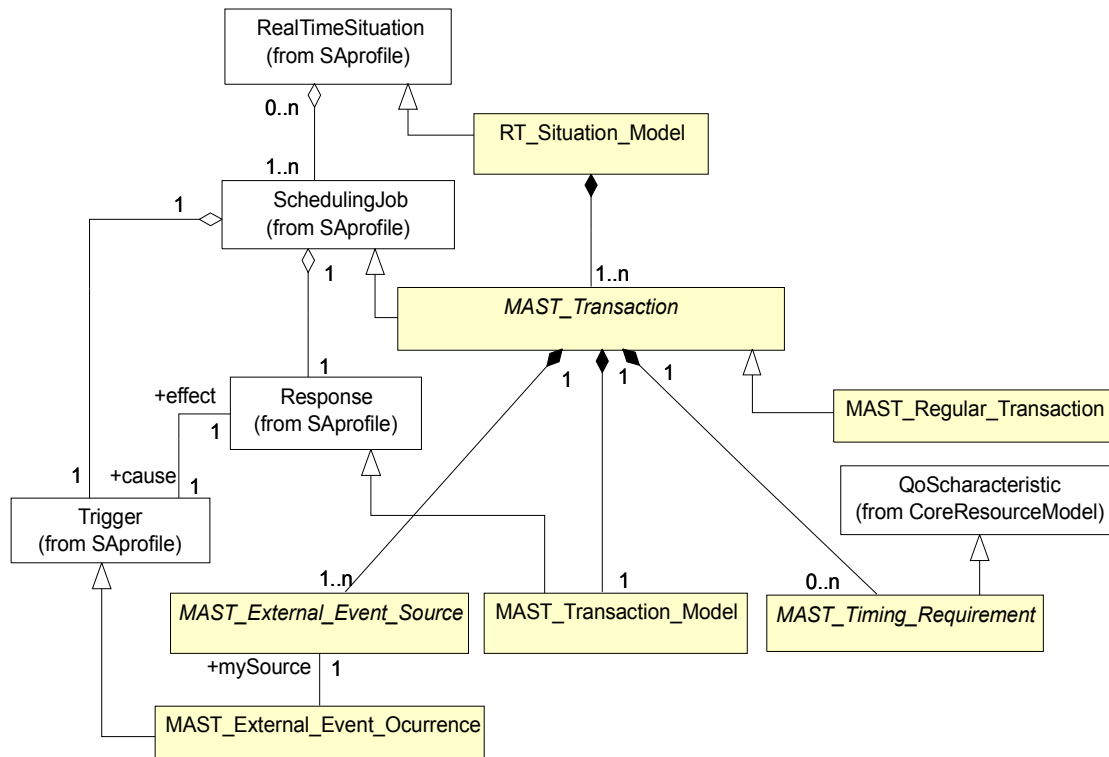 RealTimeSituation
(from SAprofile)
0..n
RT_Situation_Model
1..n
1
SchedulingJob
(from SAprofile)
1
1..n
MAST_Transaction
1
1
1
1
+effect
Response
(from SAprofile)
1
MAST_Regular_Transaction
1
+cause
1
QoScharacteristic
(from CoreResourceModel)
Trigger
(from SAprofile)
1..n
1
0..n
MAST_External_Event_Source
MAST_Transaction_Model
MAST_Timing_Requirement
+mySource
1
MAST_External_Event_Ocurrence